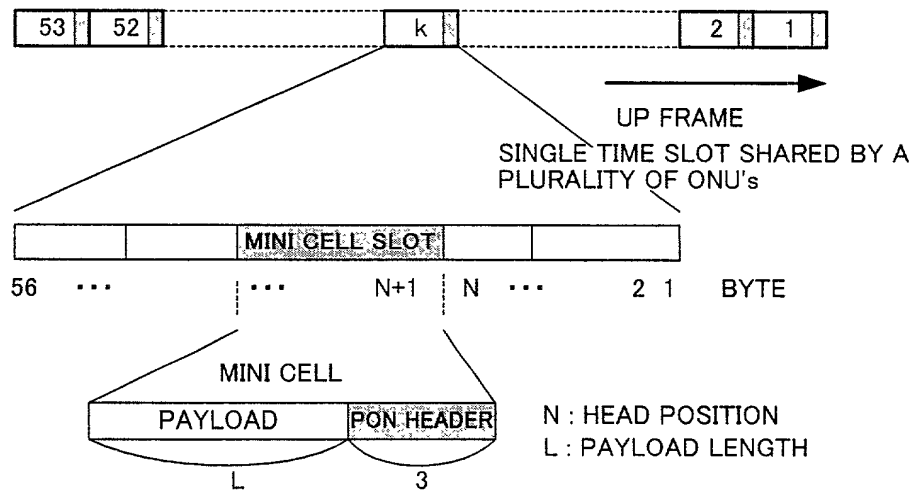 53 52 k 2 1
UP FRAME
SINGLE TIME SLOT SHARED BY A
PLURALITY OF ONU's
MINI CELL SLOT
56 ••• ••• N+1 N ••• 2 1 BYTE
MINI CELL
PAYLOAD PON HEADER N : HEAD POSITION
L 3 L : PAYLOAD LENGTH